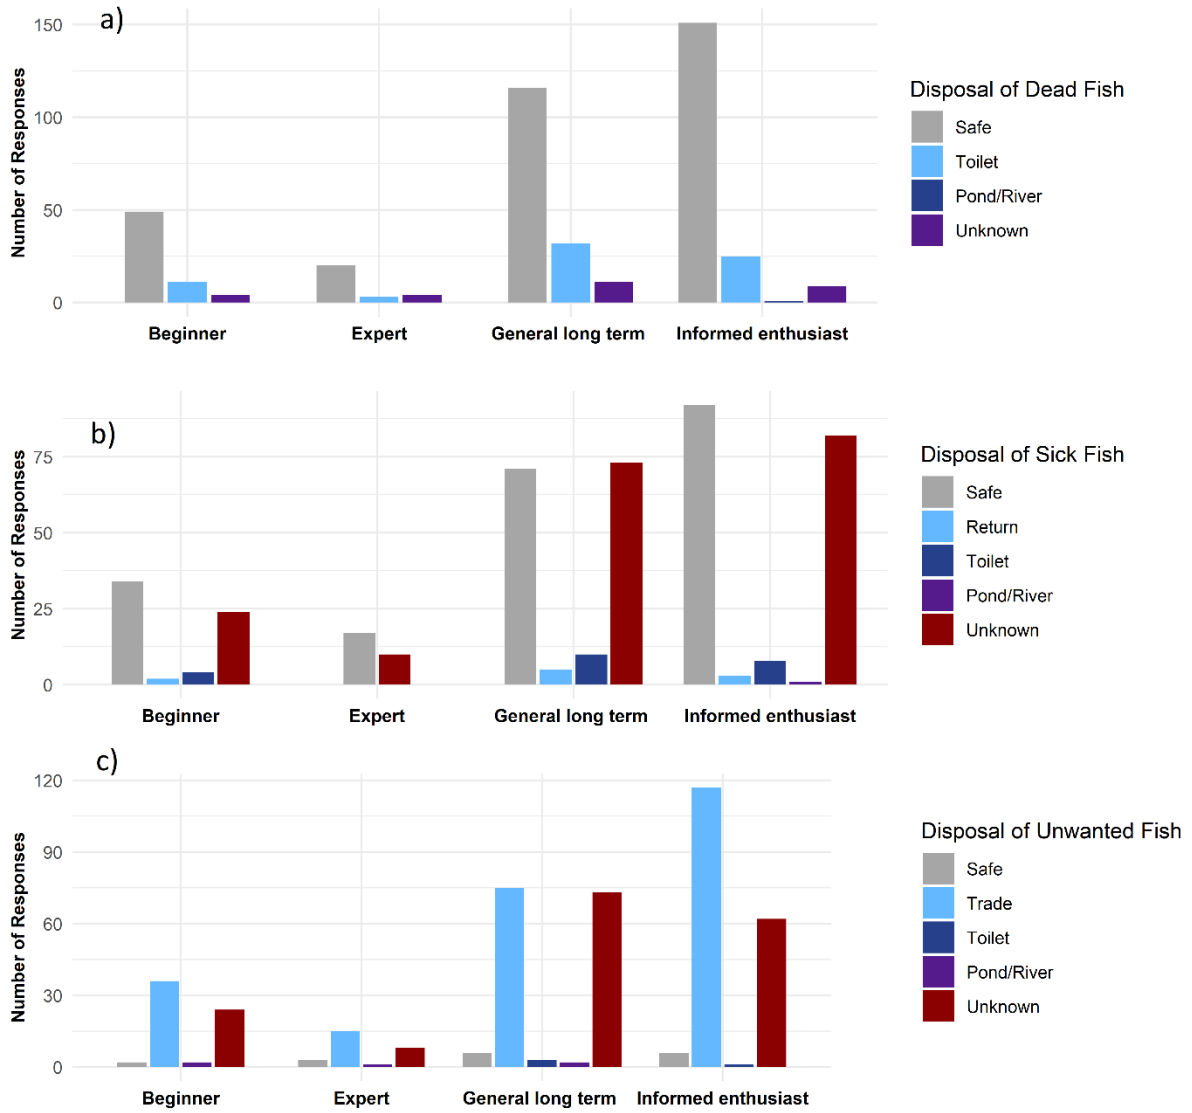 a)
Number of Responses
150
100
50
0
Beginner
Expert
General long term
Informed enthusiast
Disposal of Dead Fish
Safe
Toilet
Pond/River
Unknown
b)
Number of Responses
75
50
25
0
Beginner
Expert
General long term
Informed enthusiast
Disposal of Sick Fish
Safe
Return
Toilet
Pond/River
Unknown
c)
Number of Responses
120
90
60
30
0
Beginner
Expert
General long term
Informed enthusiast
Disposal of Unwanted Fish
Safe
Trade
Toilet
Pond/River
Unknown